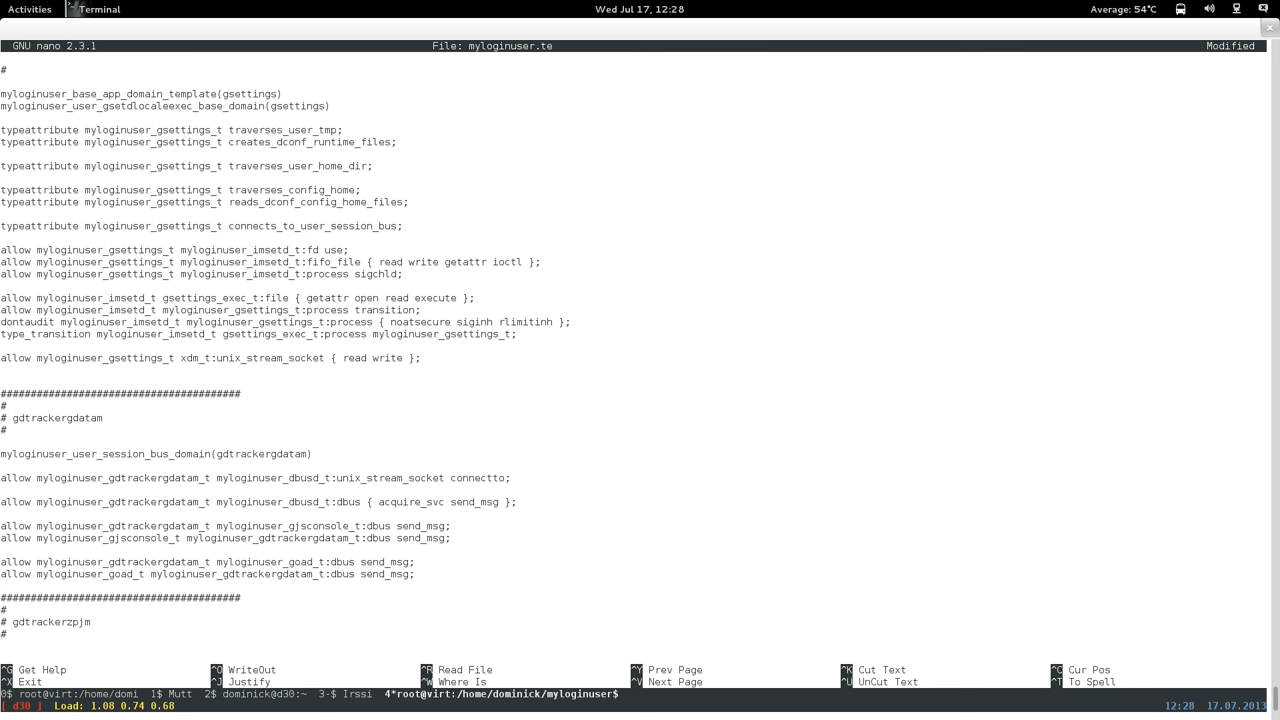 Activities Terminal Wed Jul 17, 12:28 Average: 54°C
GNU nano 2.3.1 File: myloginuser.te Modified
#
myloginuser_base_app_domain_template(gsettings)
myloginuser_user_gsetdlocaleexec_base_domain(gsettings)
typeattribute myloginuser_gsettings_t traverses_user_tmp;
typeattribute myloginuser_gsettings_t creates_dconf_runtime_files;
typeattribute myloginuser_gsettings_t traverses_user_home_dir;
typeattribute myloginuser_gsettings_t traverses_config_home;
typeattribute myloginuser_gsettings_t reads_dconf_config_home_files;
typeattribute myloginuser_gsettings_t connects_to_user_session_bus;
allow myloginuser_gsettings_t myloginuser_imsetd_t:fd use;
allow myloginuser_gsettings_t myloginuser_imsetd_t:fifo_file { read write getattr ioctl };
allow myloginuser_gsettings_t myloginuser_imsetd_t:process sigchld;
allow myloginuser_imsetd_t gsettings_exec_t:file { getattr open read execute };
allow myloginuser_imsetd_t myloginuser_gsettings_t:process transition;
dontaudit myloginuser_imsetd_t myloginuser_gsettings_t:process { noatsecure siginh rlimitinh };
type_transition myloginuser_imsetd_t gsettings_exec_t:process myloginuser_gsettings_t;
allow myloginuser_gsettings_t xdm_t:unix_stream_socket { read write };
########################################
#
# gdtrackergdatam
#
myloginuser_user_session_bus_domain(gdtrackergdatam)
allow myloginuser_gdtrackergdatam_t myloginuser_dbusd_t:unix_stream_socket connectto;
allow myloginuser_gdtrackergdatam_t myloginuser_dbusd_t:dbus { acquire_svc send_msg };
allow myloginuser_gdtrackergdatam_t myloginuser_gjsconsole_t:dbus send_msg;
allow myloginuser_gjsconsole_t myloginuser_gdtrackergdatam_t:dbus send_msg;
allow myloginuser_gdtrackergdatam_t myloginuser_goad_t:dbus send_msg;
allow myloginuser_goad_t myloginuser_gdtrackergdatam_t:dbus send_msg;
########################################
#
# gdtrackerzpjm
#
^G Get Help ^O WriteOut ^R Read File ^Y Prev Page ^K Cut Text ^C Cur Pos
^X Exit ^J Justify ^W Where Is ^V Next Page ^U UnCut Text ^T To Spell
0$ root@virt:/home/domi 1$ Mutt 2$ dominick@d30:~ 3-$ Irssi 4*root@virt:/home/dominick/myloginuser$
[ d30 ] Load: 1.08 0.74 0.68 12:28 17.07.2013